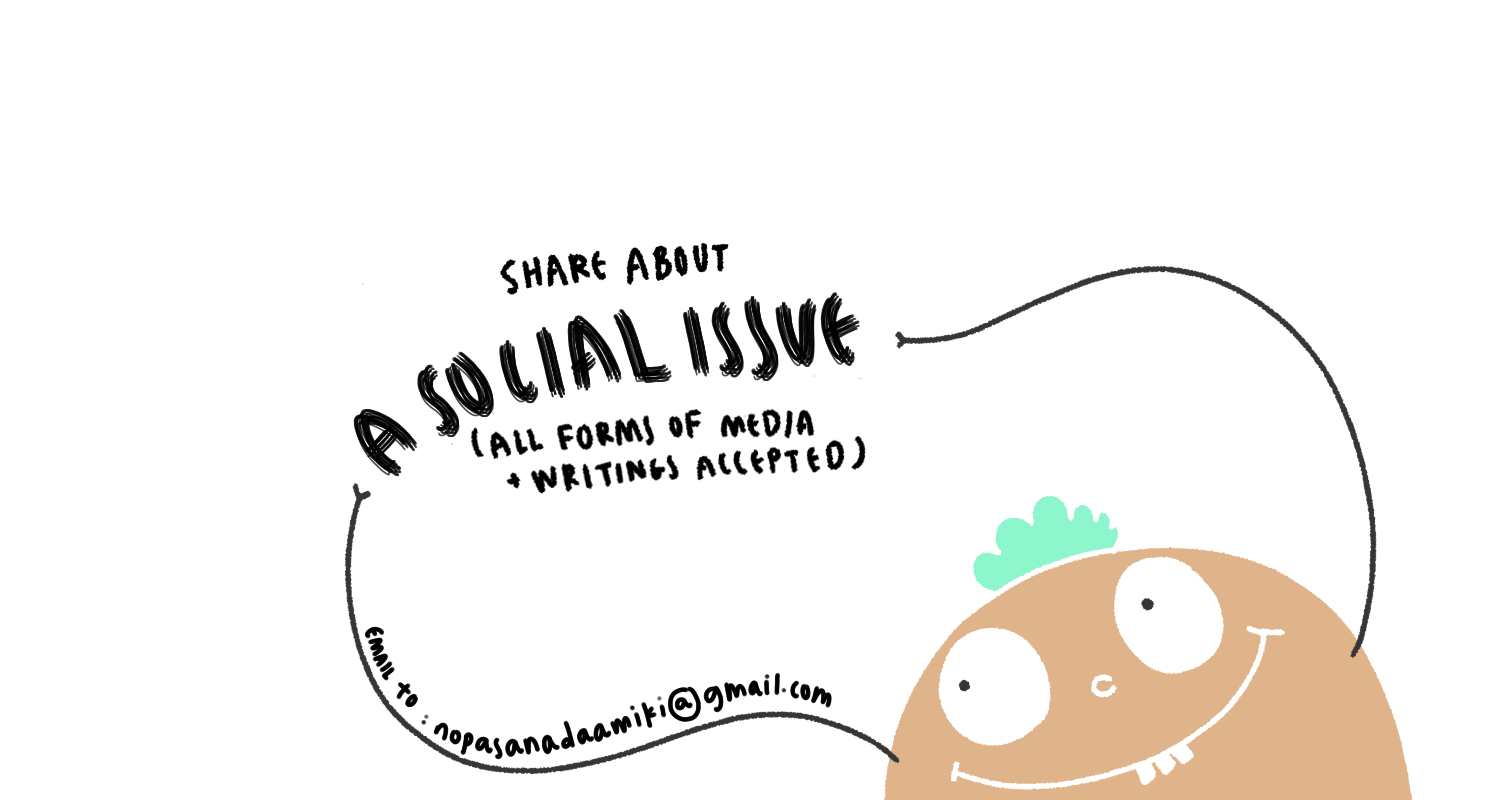 SHARE ABOUT
A SOCIAL ISSUE
(ALL FORMS OF MEDIA
+ WRITINGS ACCEPTED)
EMAIL TO : nopasanadaamiki@gmail.com